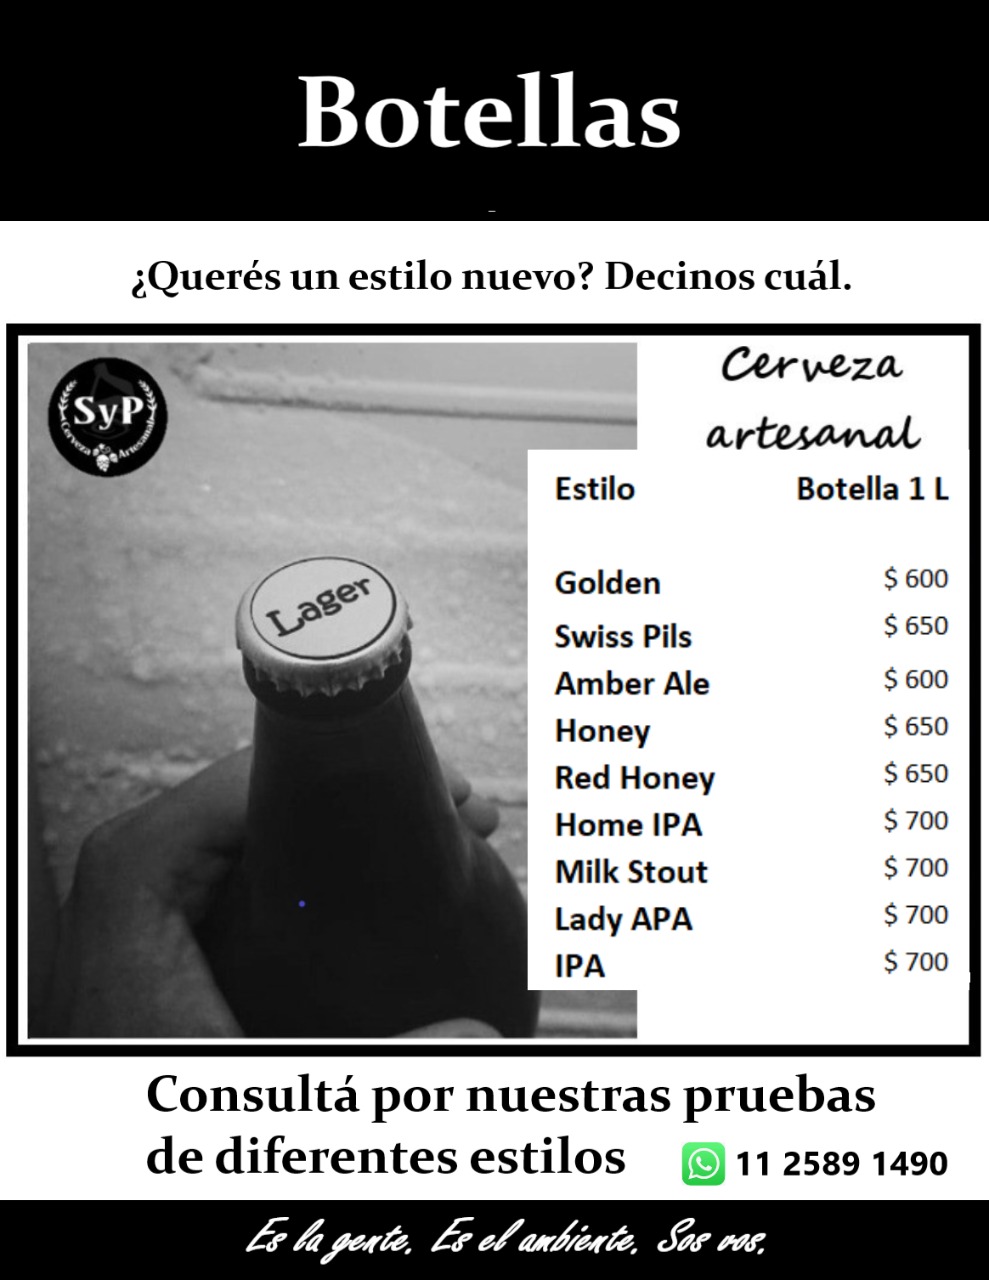 Botellas
¿Querés un estilo nuevo? Decinos cuál.
SyP
Cerveza Artesanal
Cerveza
artesanal
Lager
Estilo Botella 1 L
Golden $ 600
Swiss Pils $ 650
Amber Ale $ 600
Honey $ 650
Red Honey $ 650
Home IPA $ 700
Milk Stout $ 700
Lady APA $ 700
IPA $ 700
Consultá por nuestras pruebas
de diferentes estilos 11 2589 1490
Es la gente. Es el ambiente. Sos vos.